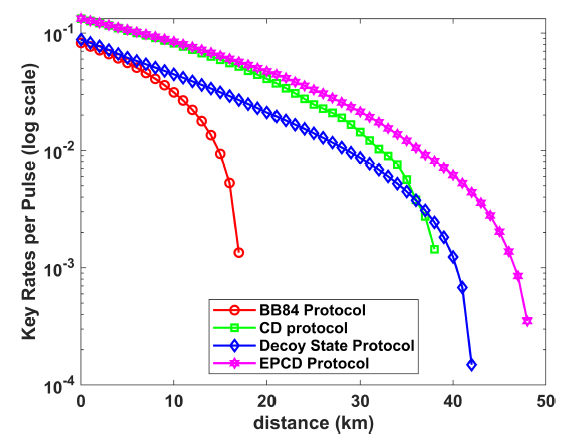 Key Rates per Pulse (log scale)
10-1
10-2
10-3
10-4
BB84 Protocol
CD protocol
Decoy State Protocol
EPCD Protocol
0 10 20 30 40 50
distance (km)